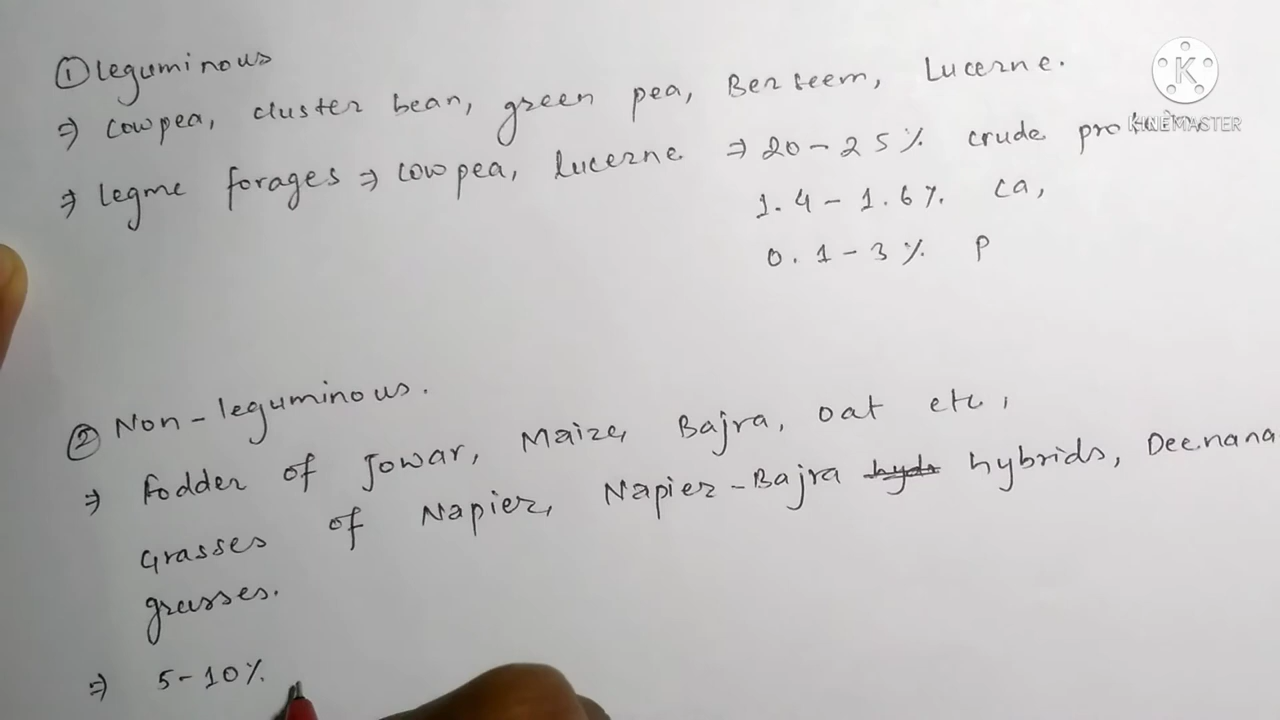 ① leguminous
⇒ cowpea, cluster bean, green pea, Berseem, Lucerne.
⇒ legme forages ⇒ cowpea, lucerne ⇒ 20-25% crude protein,
1.4-1.6% ca,
0.1-3% P
② Non-leguminous.
⇒ fodder of Jowar, Maize, Bajra, oat etc,
Grasses of Napier, Napier-Bajra hybrids, Deenana
grasses.
⇒ 5-10%
K
KINEMASTER